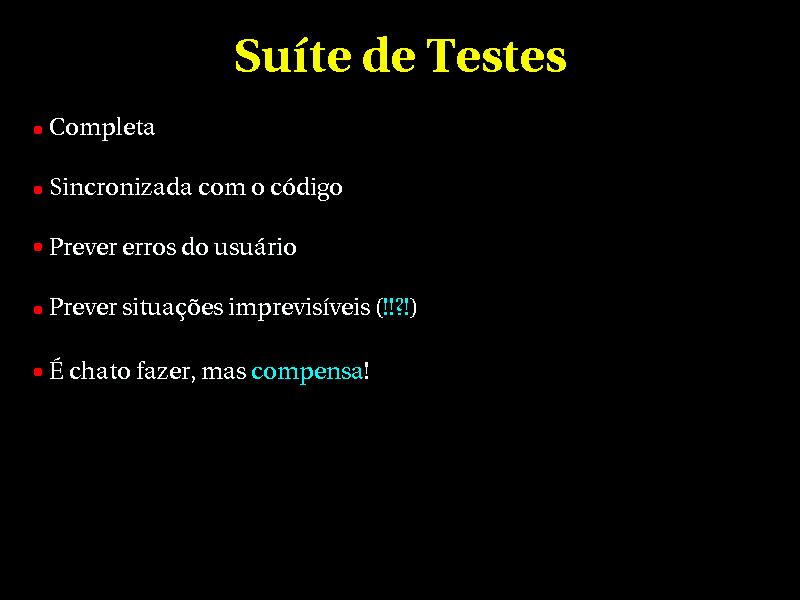 Suíte de Testes
• Completa
• Sincronizada com o código
• Prever erros do usuário
• Prever situações imprevisíveis (!!?!)
• É chato fazer, mas compensa!